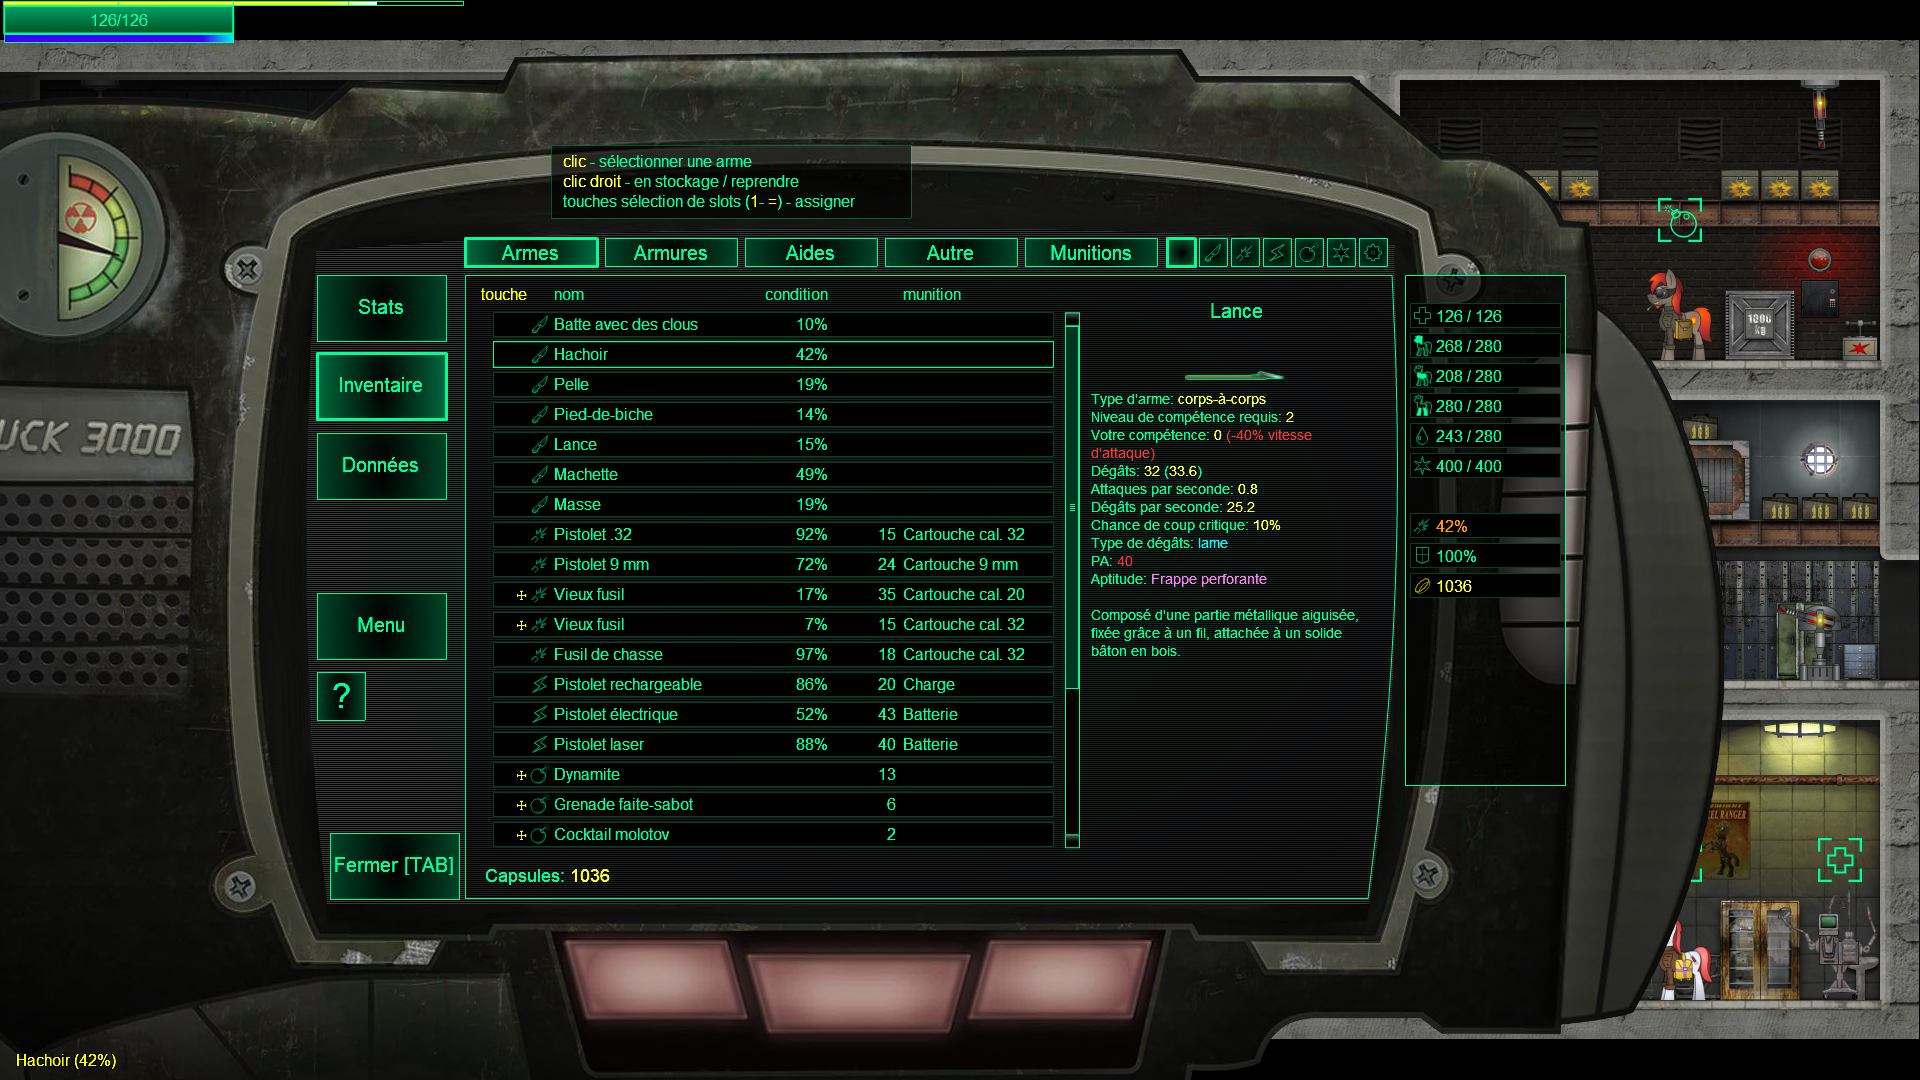 126/126
clic - sélectionner une arme
clic droit - en stockage / reprendre
touches sélection de slots (1- =) - assigner
Armes Armures Aides Autre Munitions
Stats
Inventaire
Données
Menu
?
Fermer [TAB]
UCK 3000
touche nom condition munition
Batte avec des clous 10%
Hachoir 42%
Pelle 19%
Pied-de-biche 14%
Lance 15%
Machette 49%
Masse 19%
Pistolet .32 92% 15 Cartouche cal. 32
Pistolet 9 mm 72% 24 Cartouche 9 mm
Vieux fusil 17% 35 Cartouche cal. 20
Vieux fusil 7% 15 Cartouche cal. 32
Fusil de chasse 97% 18 Cartouche cal. 32
Pistolet rechargeable 86% 20 Charge
Pistolet électrique 52% 43 Batterie
Pistolet laser 88% 40 Batterie
Dynamite 13
Grenade faite-sabot 6
Cocktail molotov 2
Capsules: 1036
Lance
Type d'arme: corps-à-corps
Niveau de compétence requis: 2
Votre compétence: 0 (-40% vitesse
d'attaque)
Dégâts: 32 (33.6)
Attaques par seconde: 0.8
Dégâts par seconde: 25.2
Chance de coup critique: 10%
Type de dégâts: lame
PA: 40
Aptitude: Frappe perforante
Composé d'une partie métallique aiguisée,
fixée grâce à un fil, attachée à un solide
bâton en bois.
126 / 126
268 / 280
208 / 280
280 / 280
243 / 280
400 / 400
42%
100%
1036
1000
kg
EL RANGER
Hachoir (42%)